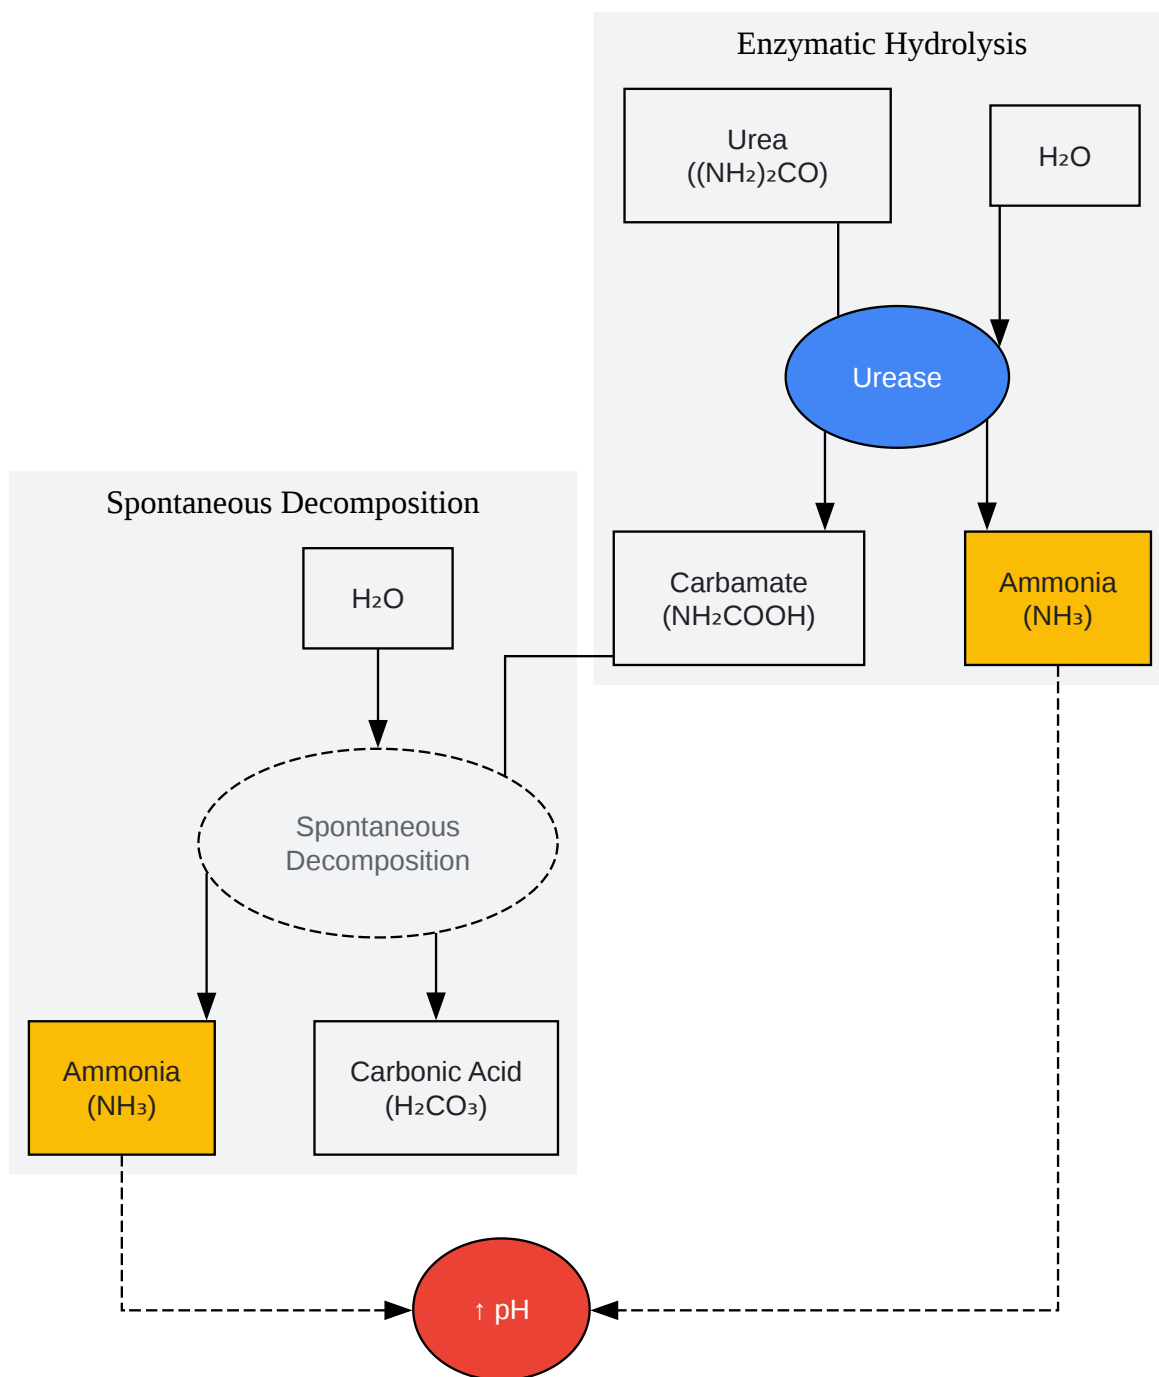 Enzymatic Hydrolysis
Urea
((NH₂)₂CO)
H₂O
Urease
Carbamate
(NH₂COOH)
Ammonia
(NH₃)
Spontaneous Decomposition
H₂O
Spontaneous
Decomposition
Ammonia
(NH₃)
Carbonic Acid
(H₂CO₃)
↑ pH